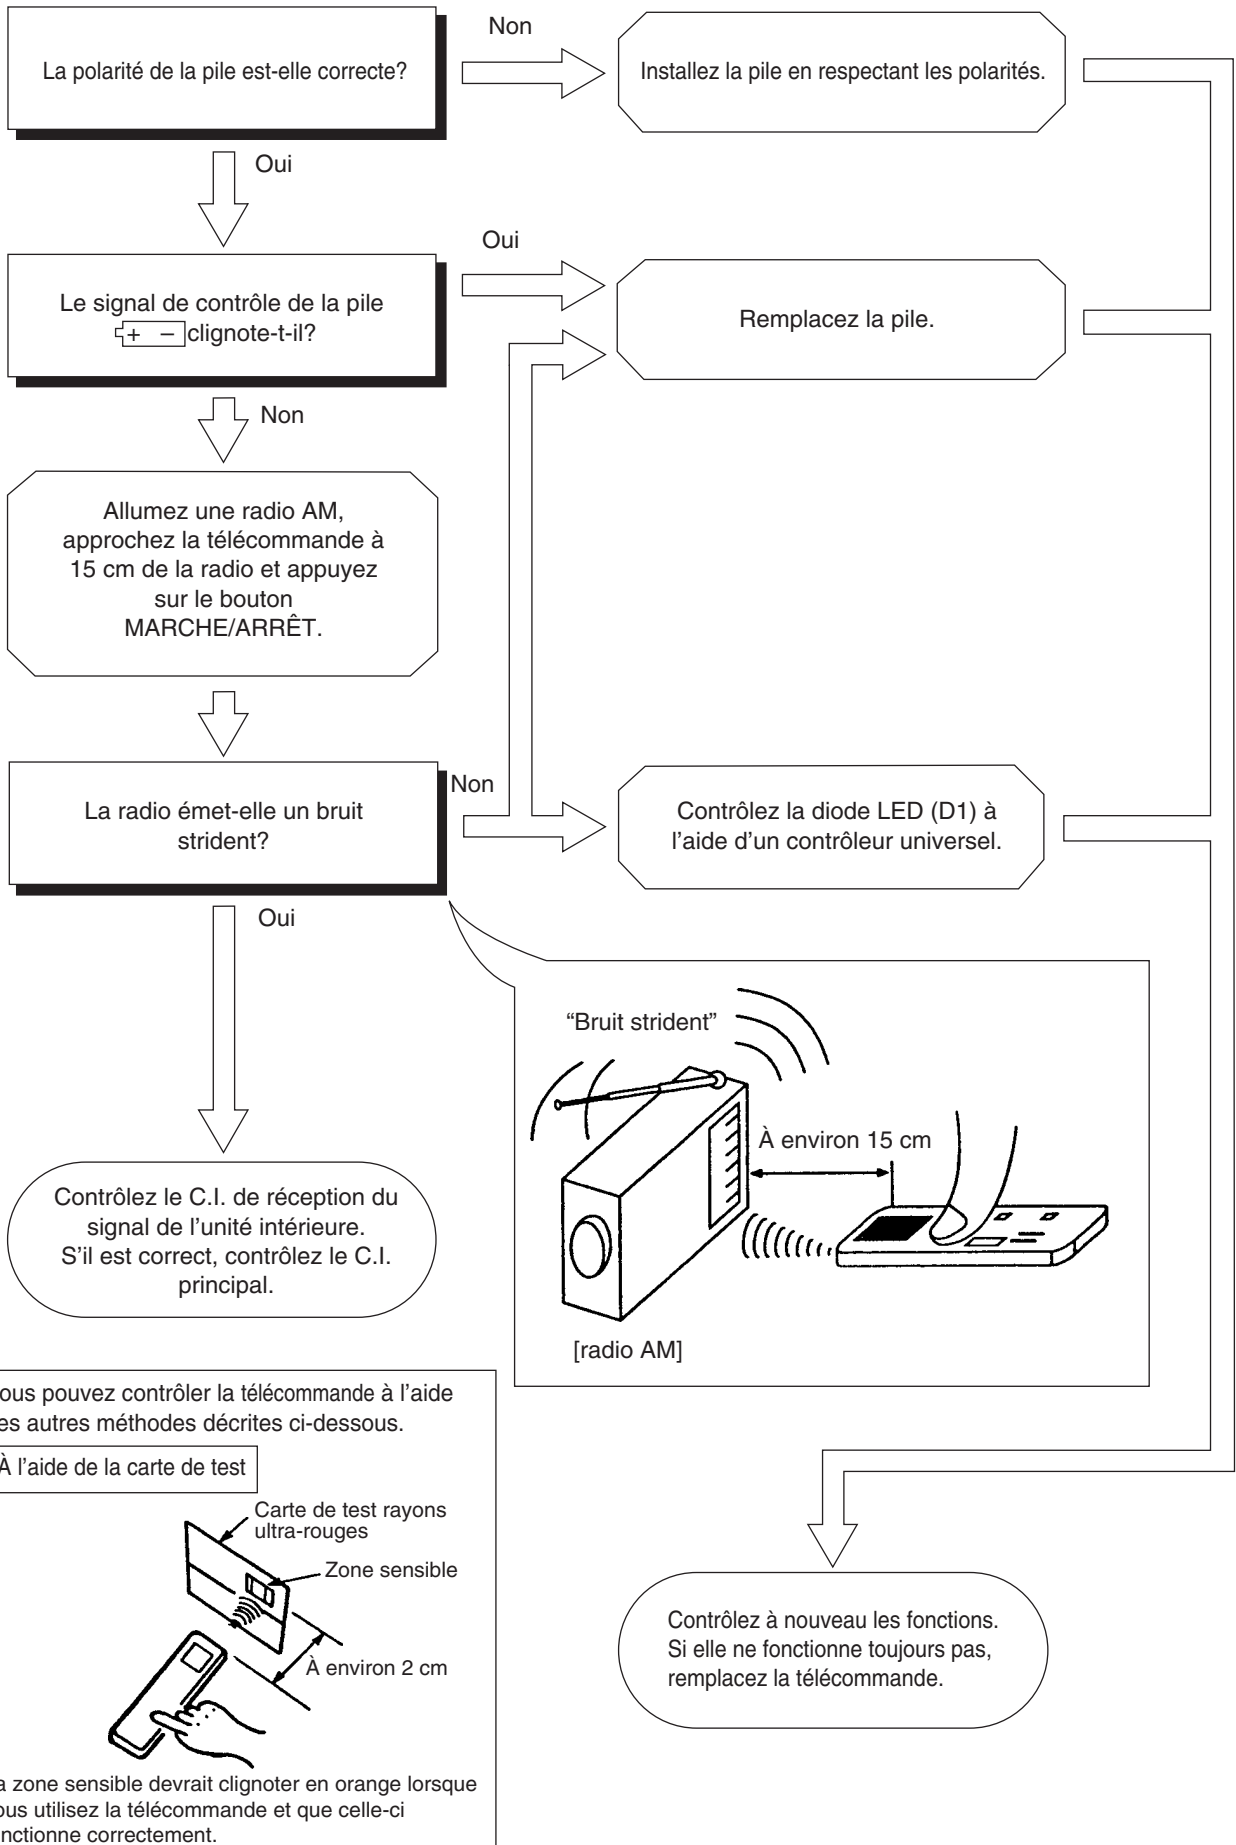 La polarité de la pile est-elle correcte?
Non
Installez la pile en respectant les polarités.
Oui
Le signal de contrôle de la pile
+ – clignote-t-il?
Oui
Remplacez la pile.
Non
Allumez une radio AM,
approchez la télécommande à
15 cm de la radio et appuyez
sur le bouton
MARCHE/ARRÊT.
La radio émet-elle un bruit
strident?
Non
Contrôlez la diode LED (D1) à
l’aide d’un contrôleur universel.
Oui
“Bruit strident”
À environ 15 cm
[radio AM]
Contrôlez le C.I. de réception du
signal de l’unité intérieure.
S’il est correct, contrôlez le C.I.
principal.
ous pouvez contrôler la télécommande à l’aide
es autres méthodes décrites ci-dessous.
À l’aide de la carte de test
Carte de test rayons
ultra-rouges
Zone sensible
À environ 2 cm
a zone sensible devrait clignoter en orange lorsque
ous utilisez la télécommande et que celle-ci
nctionne correctement.
Contrôlez à nouveau les fonctions.
Si elle ne fonctionne toujours pas,
remplacez la télécommande.